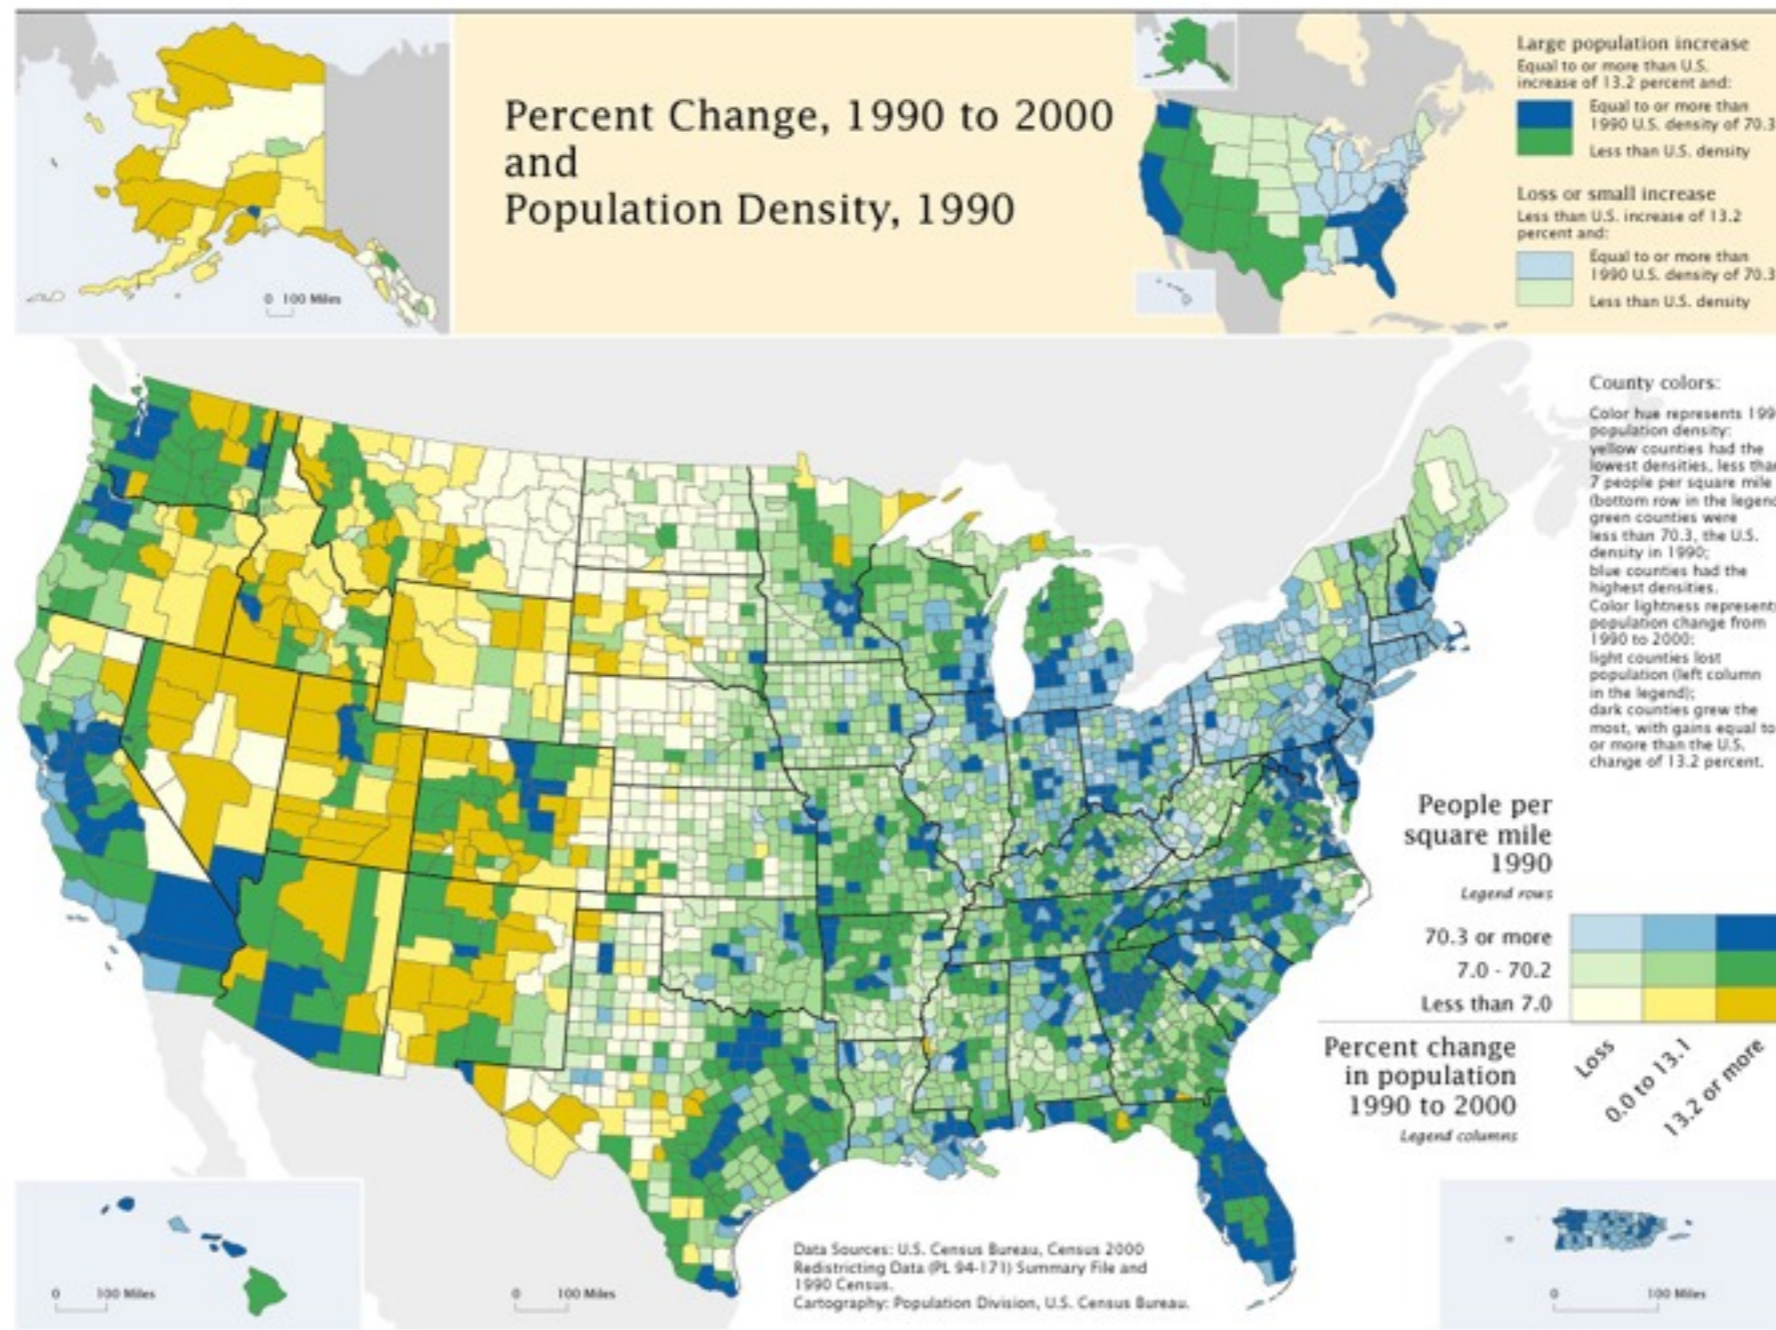 Percent Change, 1990 to 2000
and
Population Density, 1990
0 100 Miles
Large population increase
Equal to or more than U.S.
increase of 13.2 percent and:
Equal to or more than
1990 U.S. density of 70.3
Less than U.S. density
Loss or small increase
Less than U.S. increase of 13.2
percent and:
Equal to or more than
1990 U.S. density of 70.3
Less than U.S. density
County colors:
Color hue represents 199
population density:
yellow counties had the
lowest densities, less than
7 people per square mile
(bottom row in the legend
green counties were
less than 70.3, the U.S.
density in 1990;
blue counties had the
highest densities.
Color lightness represents
population change from
1990 to 2000:
light counties lost
population (left column
in the legend);
dark counties grew the
most, with gains equal to
or more than the U.S.
change of 13.2 percent.
People per
square mile
1990
Legend rows
70.3 or more
7.0 - 70.2
Less than 7.0
Percent change
in population
1990 to 2000
Legend columns
Loss
0.0 to 13.1
13.2 or more
Data Sources: U.S. Census Bureau, Census 2000
Redistricting Data (PL 94-171) Summary File and
1990 Census.
Cartography: Population Division, U.S. Census Bureau.
0 100 Miles
0 100 Miles
0 100 Miles